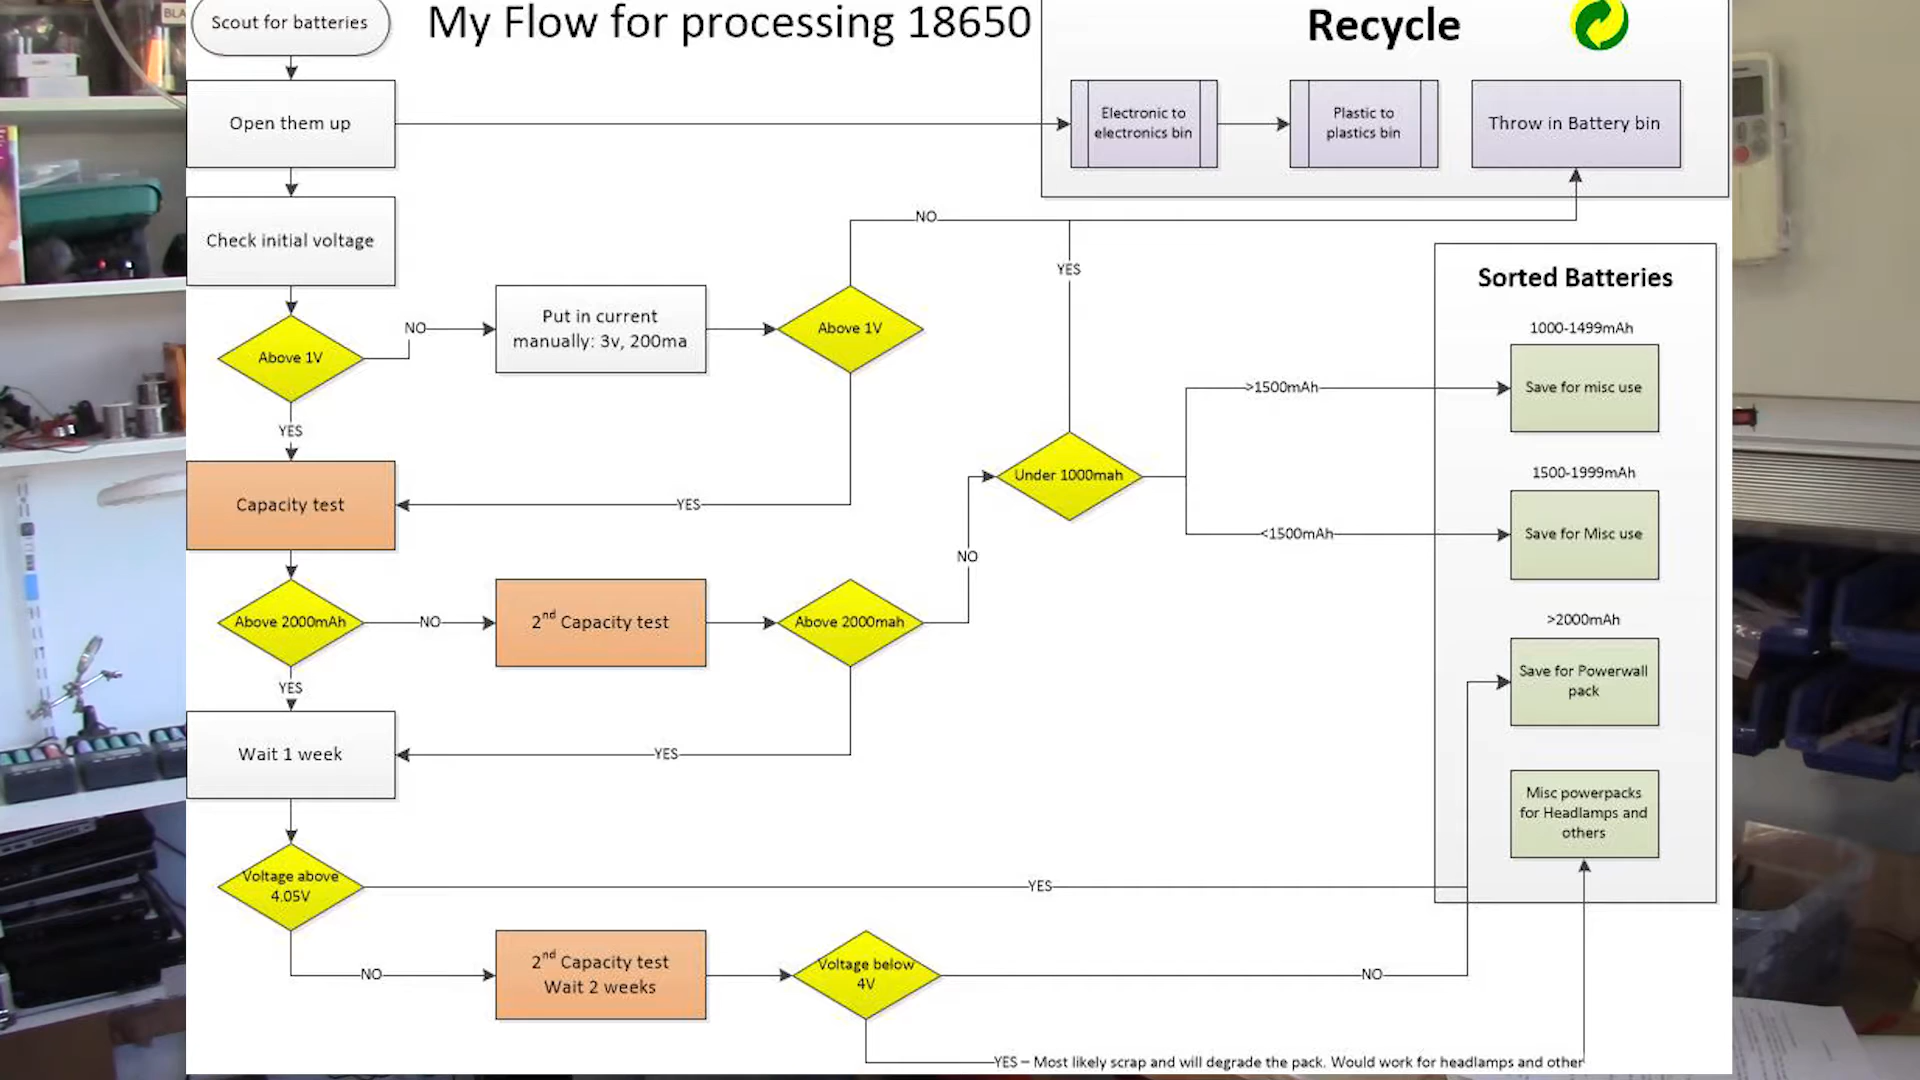 BLA
Scout for batteries
My Flow for processing 18650
Recycle
Open them up
Electronic to
electronics bin
Plastic to
plastics bin
Throw in Battery bin
Check initial voltage
NO
YES
Sorted Batteries
Above 1V
NO
Put in current
manually: 3v, 200ma
Above 1V
1000-1499mAh
Save for misc use
>1500mAh
YES
Capacity test
YES
Under 1000mah
1500-1999mAh
Save for Misc use
<1500mAh
NO
Above 2000mAh
NO
2nd Capacity test
Above 2000mah
>2000mAh
Save for Powerwall
pack
YES
Wait 1 week
YES
Misc powerpacks
for Headlamps and
others
Voltage above
4.05V
YES
NO
2nd Capacity test
Wait 2 weeks
Voltage below
4V
NO
YES – Most likely scrap and will degrade the pack. Would work for headlamps and other